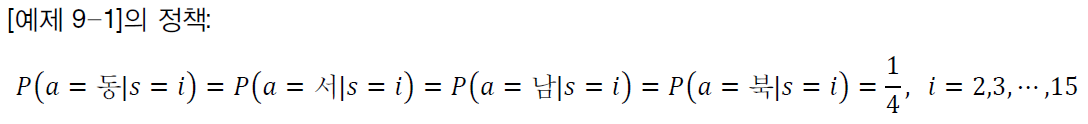 [예제 9-1]의 정책:
P(a = 동|s = i) = P(a = 서|s = i) = P(a = 남|s = i) = P(a = 북|s = i) = 1/4, i = 2,3,⋯,15